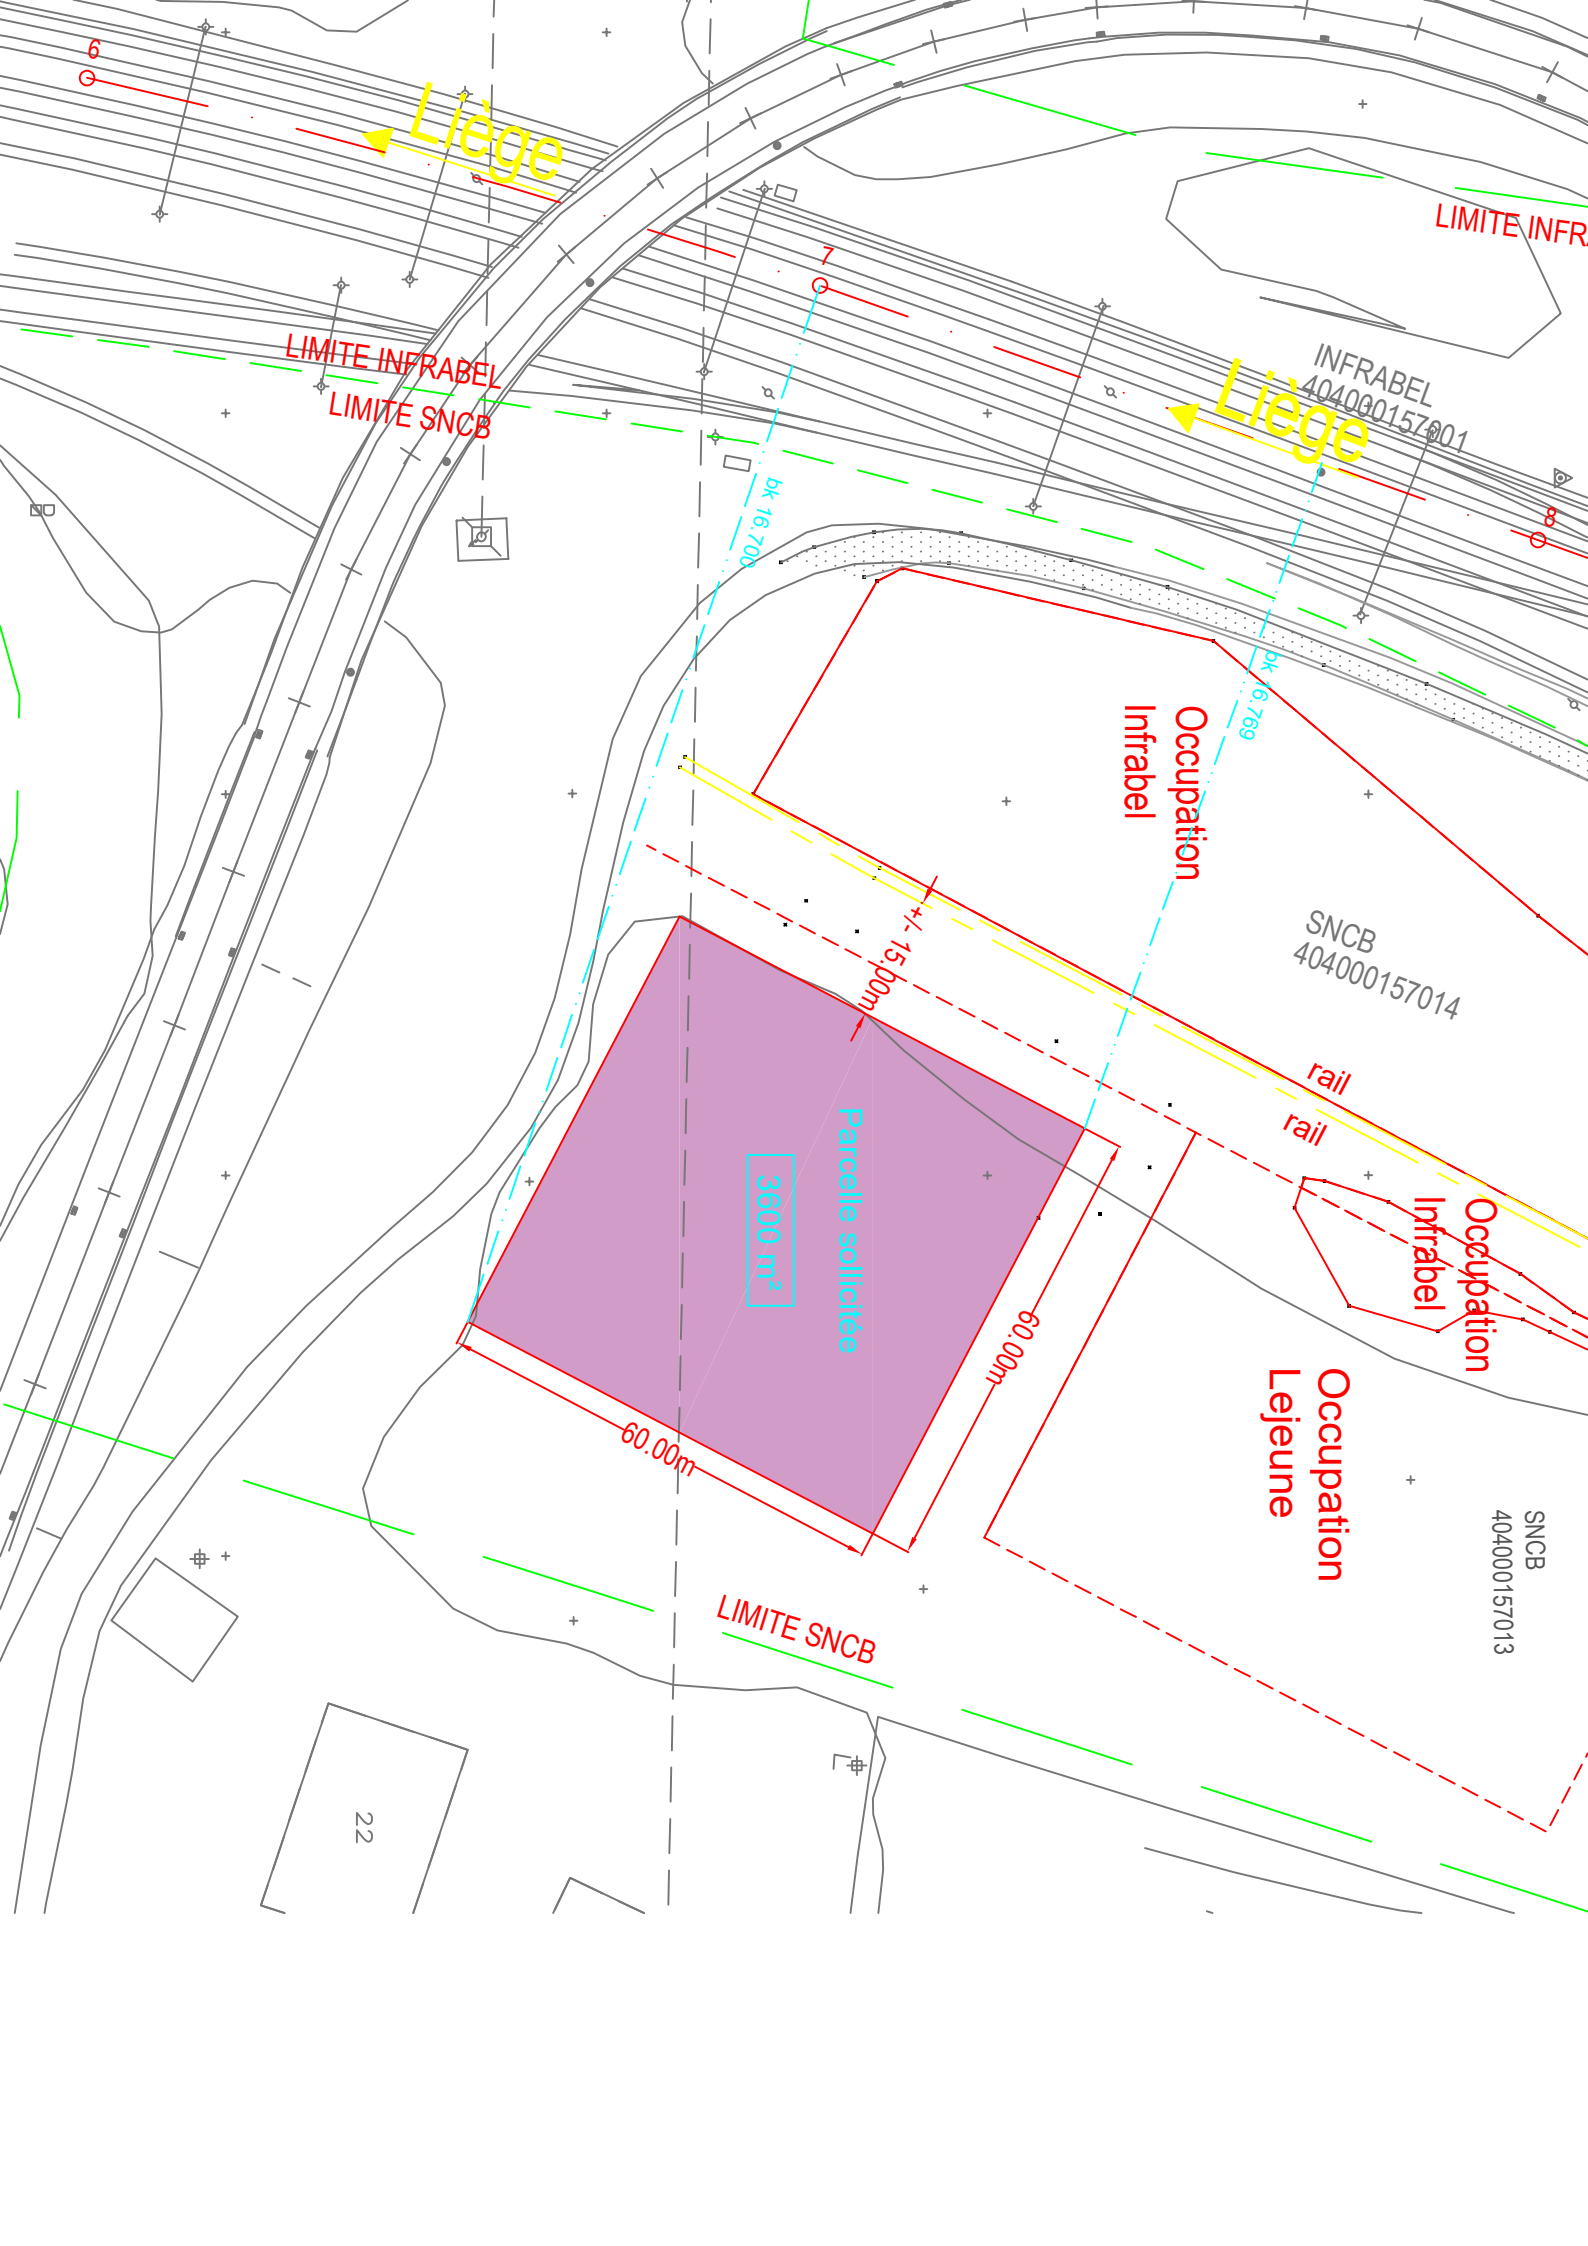 6
Liège
7
LIMITE INFRA
LIMITE INFRABEL
LIMITE SNCB
INFRABEL
404000157001
Liège
bk 16.700
8
bk 16.769
Occupation
Infrabel
+/- 15.00m
SNCB
404000157014
rail
rail
Parcelle sollicitée
3600 m²
60.00m
60.00m
Occupation
Infrabel
Occupation
Lejeune
SNCB
404000157013
LIMITE SNCB
22